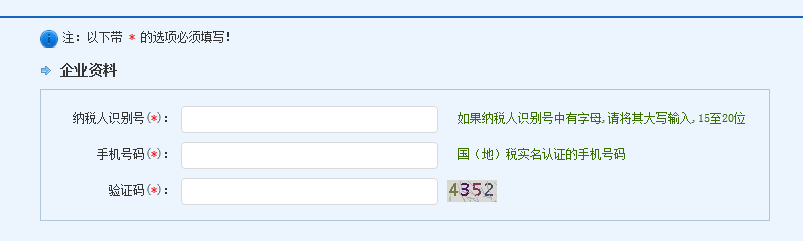 注: 以下带 * 的选项必须填写!
企业资料
纳税人识别号(*): 如果纳税人识别号中有字母,请将其大写输入,15至20位
手机号码(*): 国（地）税实名认证的手机号码
验证码(*): 4352